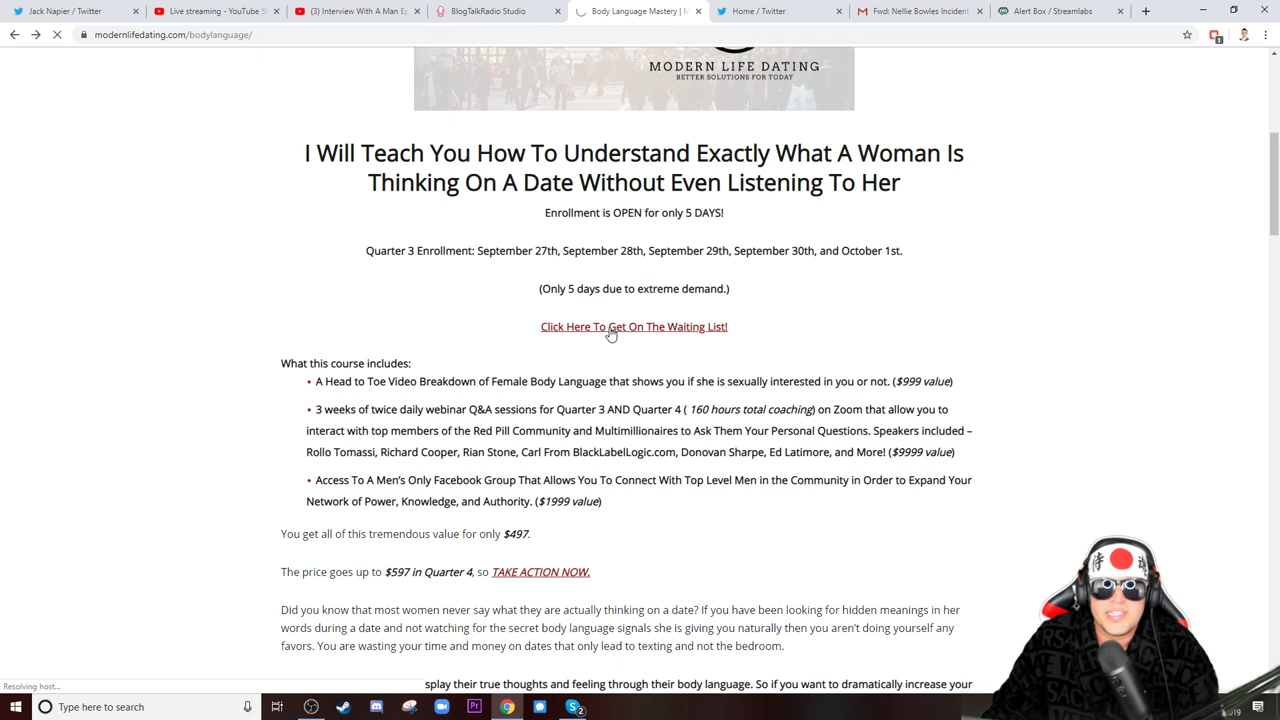 Jack Napier / Twitter
Live streaming - YouTube S
(3) Interview With A Man Ep
BlogTalkRadio Studio
Body Language Mastery | M
Home / Twitter
Fwd: Nellie Bowles Incident
Alert Box / Streamlabs
modernlifedating.com/bodylanguage/
1
MODERN LIFE DATING
BETTER SOLUTIONS FOR TODAY
I Will Teach You How To Understand Exactly What A Woman Is
Thinking On A Date Without Even Listening To Her
Enrollment is OPEN for only 5 DAYS!
Quarter 3 Enrollment: September 27th, September 28th, September 29th, September 30th, and October 1st.
(Only 5 days due to extreme demand.)
Click Here To Get On The Waiting List!
What this course includes:
A Head to Toe Video Breakdown of Female Body Language that shows you if she is sexually interested in you or not. ($999 value)
3 weeks of twice daily webinar Q&A sessions for Quarter 3 AND Quarter 4 ( 160 hours total coaching) on Zoom that allow you to
interact with top members of the Red Pill Community and Multimillionaires to Ask Them Your Personal Questions. Speakers included –
Rollo Tomassi, Richard Cooper, Rian Stone, Carl From BlackLabelLogic.com, Donovan Sharpe, Ed Latimore, and More! ($9999 value)
Access To A Men's Only Facebook Group That Allows You To Connect With Top Level Men in the Community in Order to Expand Your
Network of Power, Knowledge, and Authority. ($1999 value)
You get all of this tremendous value for only $497.
The price goes up to $597 in Quarter 4, so TAKE ACTION NOW.
Did you know that most women never say what they are actually thinking on a date? If you have been looking for hidden meanings in her
words during a date and not watching for the secret body language signals she is giving you naturally then you aren't doing yourself any
favors. You are wasting your time and money on dates that only lead to texting and not the bedroom.
Resolving host...
splay their true thoughts and feeling through their body language. So if you want to dramatically increase your
Type here to search
Pr
2